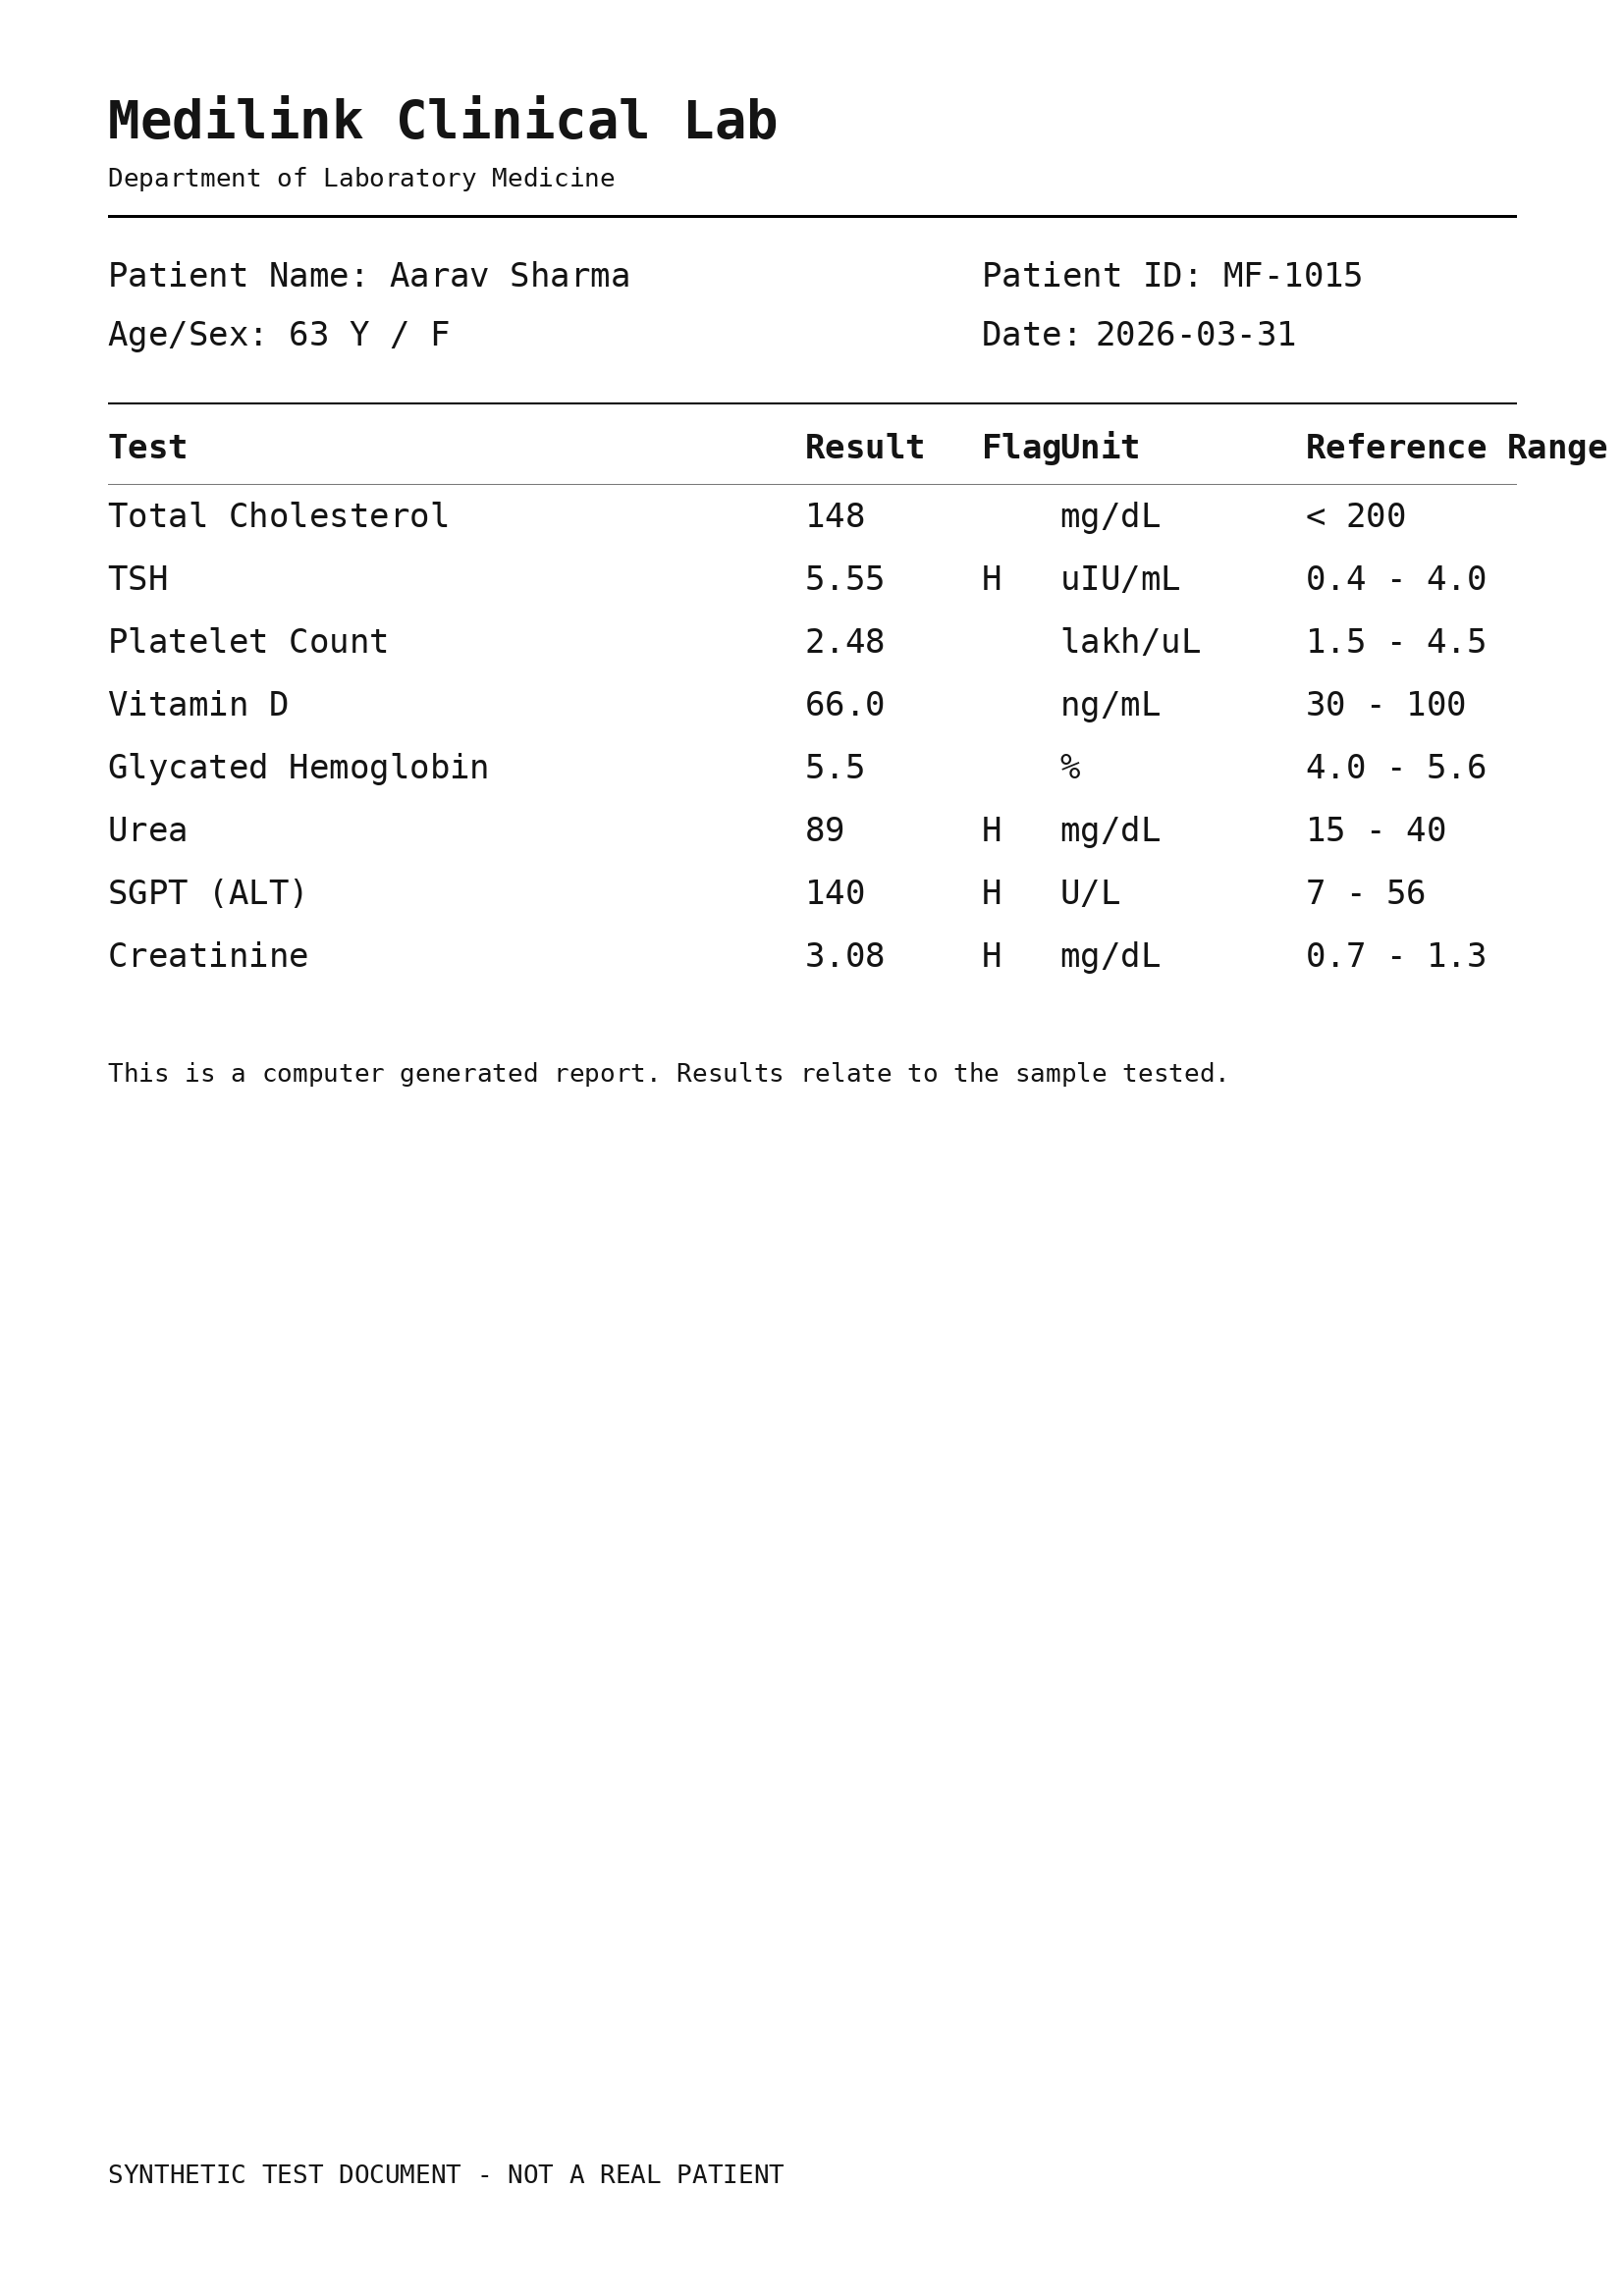 Medilink Clinical Lab
Department of Laboratory Medicine
Patient Name: Aarav Sharma Patient ID: MF-1015
Age/Sex: 63 Y / F Date: 2026-03-31
Test Result Flag Unit Reference Range
Total Cholesterol 148 mg/dL < 200
TSH 5.55 H uIU/mL 0.4 - 4.0
Platelet Count 2.48 lakh/uL 1.5 - 4.5
Vitamin D 66.0 ng/mL 30 - 100
Glycated Hemoglobin 5.5 % 4.0 - 5.6
Urea 89 H mg/dL 15 - 40
SGPT (ALT) 140 H U/L 7 - 56
Creatinine 3.08 H mg/dL 0.7 - 1.3
This is a computer generated report. Results relate to the sample tested.
SYNTHETIC TEST DOCUMENT - NOT A REAL PATIENT